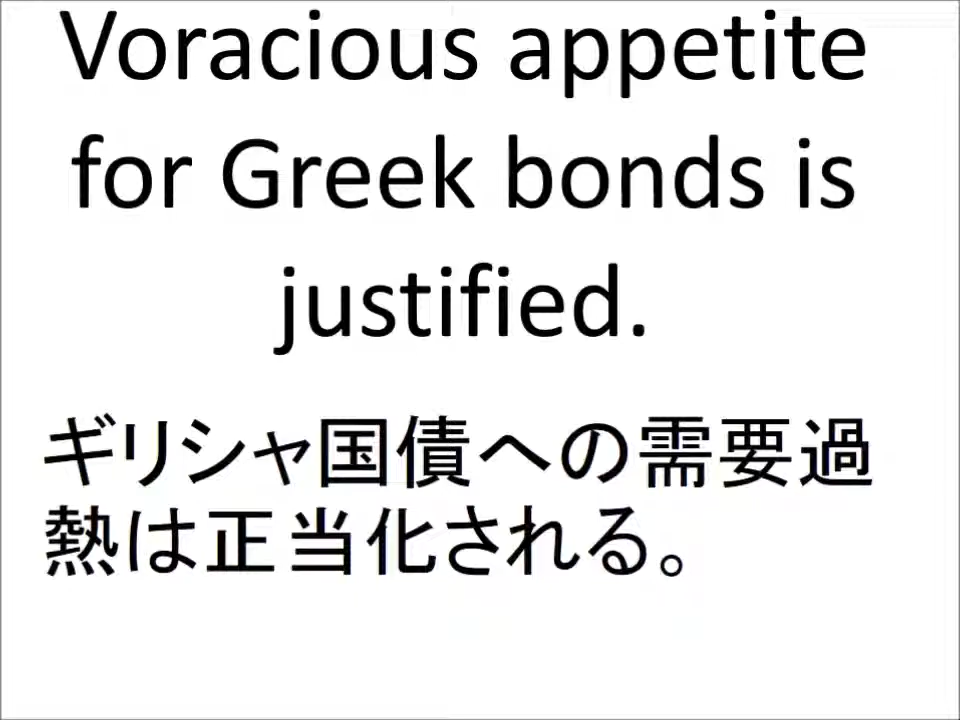 Voracious appetite
for Greek bonds is
justified.
ギリシャ国債への需要過
熱は正当化される。